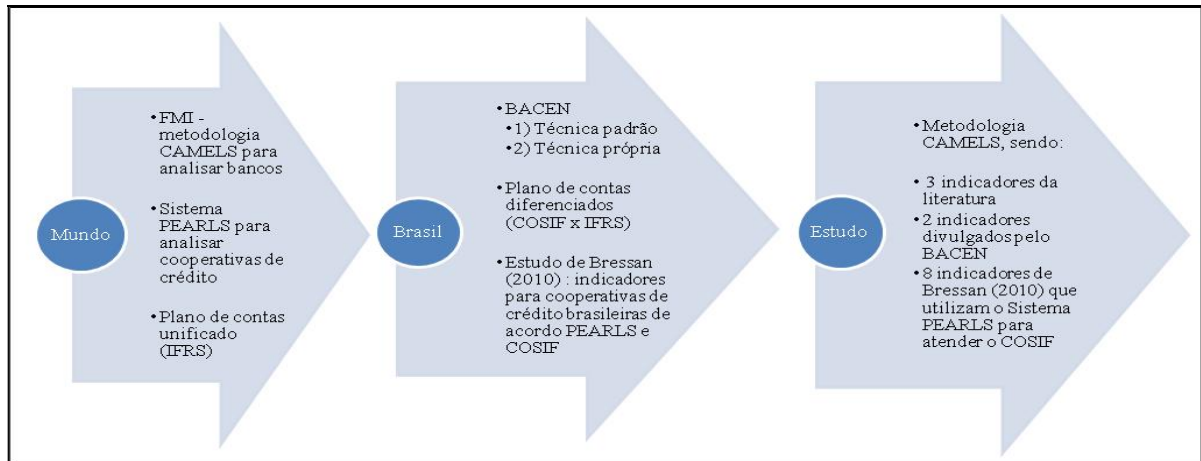 Mundo
•FMI -
metodologia
CAMELS para
analisar bancos
•Sistema
PEARLS para
analisar
cooperativas de
crédito
•Plano de contas
unificado
(IFRS)
Brasil
•BACEN
•1) Técnica padrão
•2) Técnica própria
•Plano de contas
diferenciados
(COSIF x IFRS)
•Estudo de Bressan
(2010) : indicadores
para cooperativas de
crédito brasileiras de
acordo PEARLS e
COSIF
Estudo
•Metodologia
CAMELS, sendo:
• 3 indicadores da
literatura
•2 indicadores
divulgados pelo
BACEN
•8 indicadores de
Bressan (2010) que
utilizam o Sistema
PEARLS para
atender o COSIF